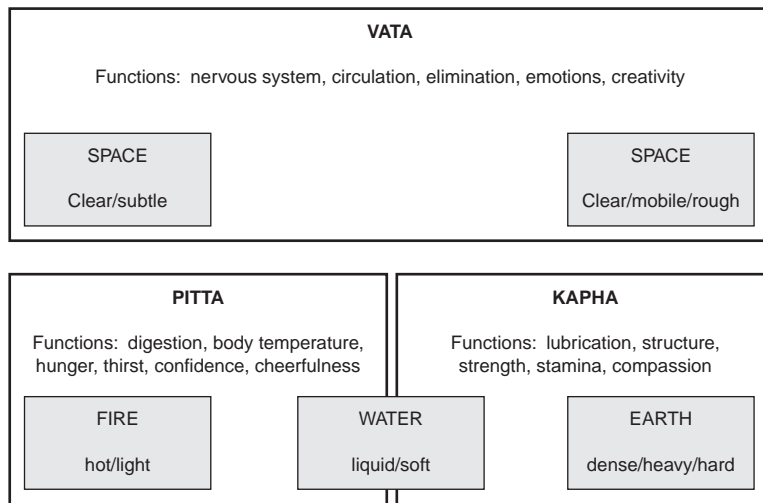 VATA
Functions: nervous system, circulation, elimination, emotions, creativity
SPACE
Clear/subtle
SPACE
Clear/mobile/rough
PITTA
Functions: digestion, body temperature,
hunger, thirst, confidence, cheerfulness
KAPHA
Functions: lubrication, structure,
strength, stamina, compassion
FIRE
hot/light
WATER
liquid/soft
EARTH
dense/heavy/hard